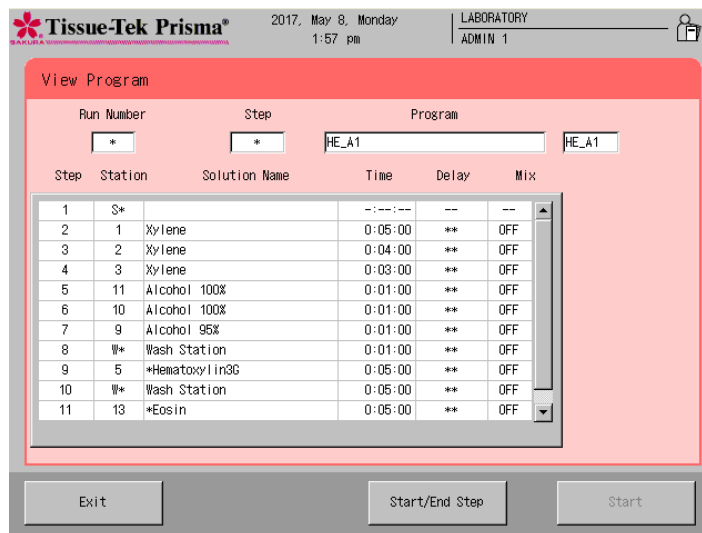 Tissue-Tek Prisma® 2017, May 8, Monday LABORATORY
SAKURA 1:57 pm ADMIN 1
View Program
Run Number Step Program
* * HE_A1 HE_A1
Step Station Solution Name Time Delay Mix
1 S* -:--:-- -- --
2 1 Xylene 0:05:00 ** OFF
3 2 Xylene 0:04:00 ** OFF
4 3 Xylene 0:03:00 ** OFF
5 11 Alcohol 100% 0:01:00 ** OFF
6 10 Alcohol 100% 0:01:00 ** OFF
7 9 Alcohol 95% 0:01:00 ** OFF
8 W* Wash Station 0:01:00 ** OFF
9 5 *Hematoxylin3G 0:05:00 ** OFF
10 W* Wash Station 0:05:00 ** OFF
11 13 *Eosin 0:05:00 ** OFF
Exit Start/End Step Start